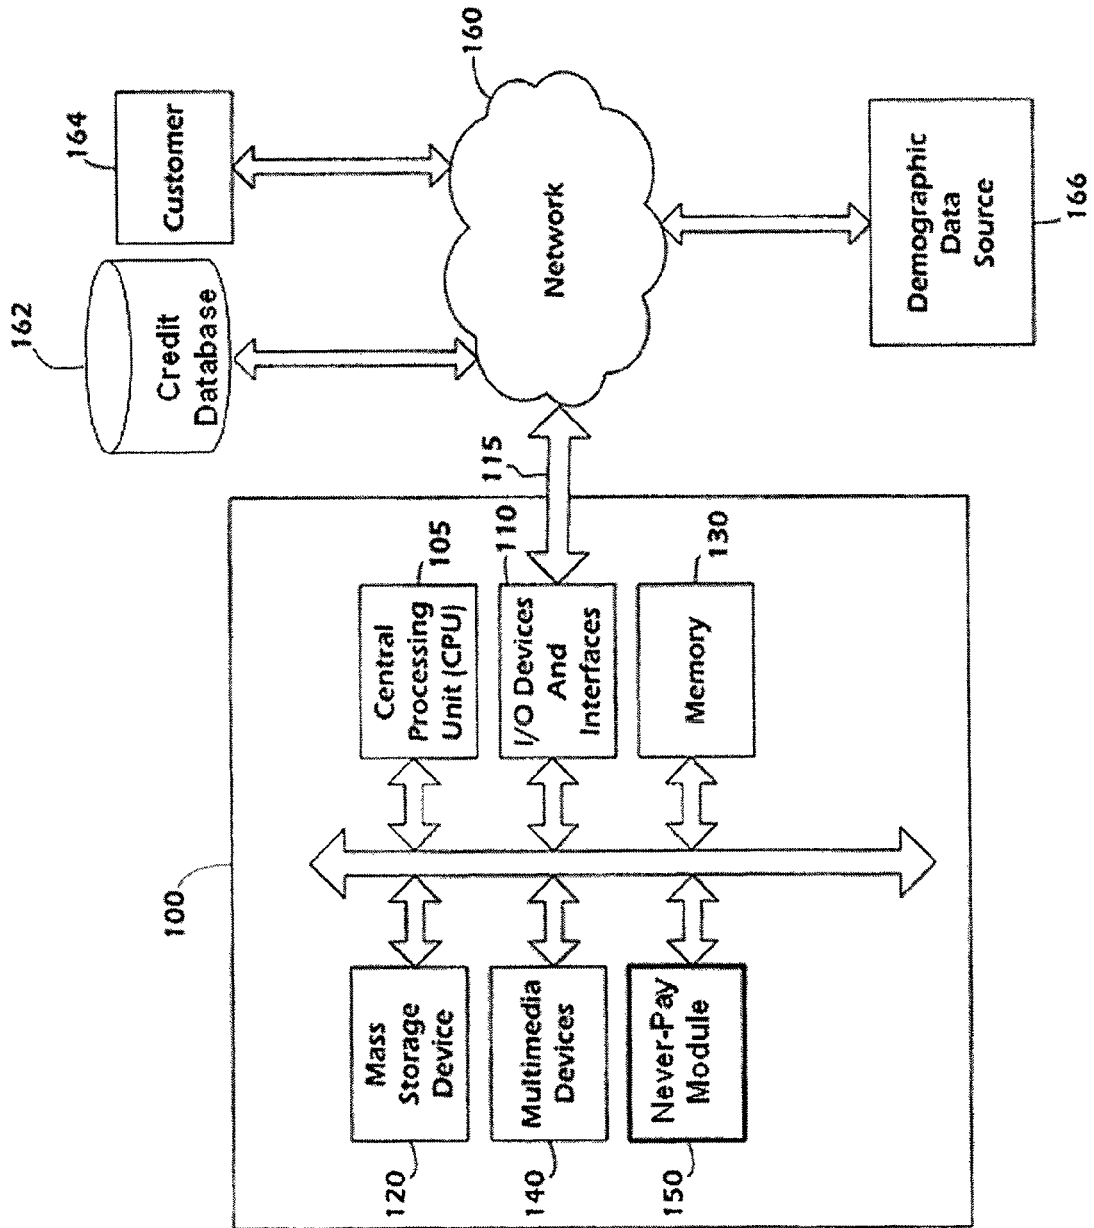 100
Mass
Storage
Device
120
Multimedia
Devices
140
Never-Pay
Module
150
Central
Processing
Unit (CPU)
105
I/O Devices
And
Interfaces
110
Memory
130
115
Network
160
Credit
Database
162
Customer
164
Demographic
Data
Source
166